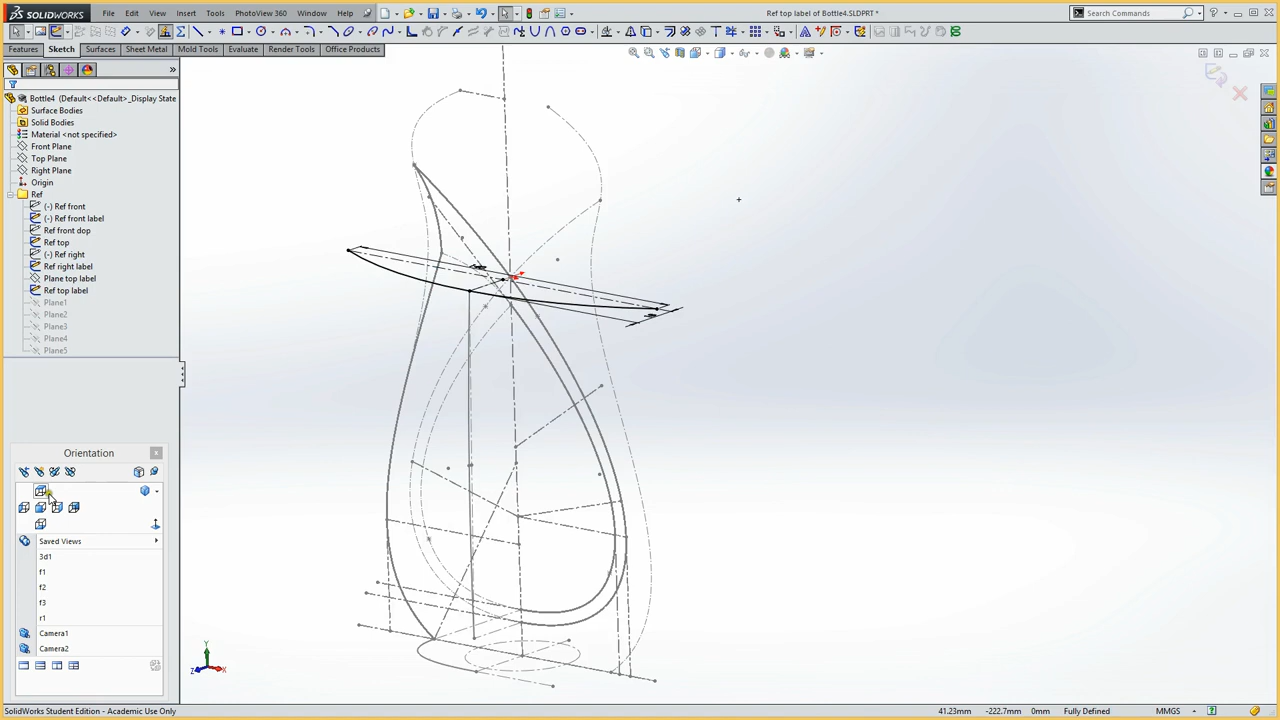 SOLIDWORKS File Edit View Insert Tools PhotoView 360 Window Help Ref top label of Bottle4.SLDPRT * Search Commands
Features Sketch Surfaces Sheet Metal Mold Tools Evaluate Render Tools Office Products
Bottle4 (Default<<Default>_Display State
Surface Bodies
Solid Bodies
Material <not specified>
Front Plane
Top Plane
Right Plane
Origin
Ref
(-) Ref front
(-) Ref front label
Ref front dop
Ref top
(-) Ref right
Ref right label
Plane top label
Ref top label
Plane1
Plane2
Plane3
Plane4
Plane5
Orientation
Saved Views
3d1
f1
f2
f3
r1
Camera1
Camera2
Y
Z X
SolidWorks Student Edition - Academic Use Only 41.23mm -222.7mm 0mm Fully Defined MMGS